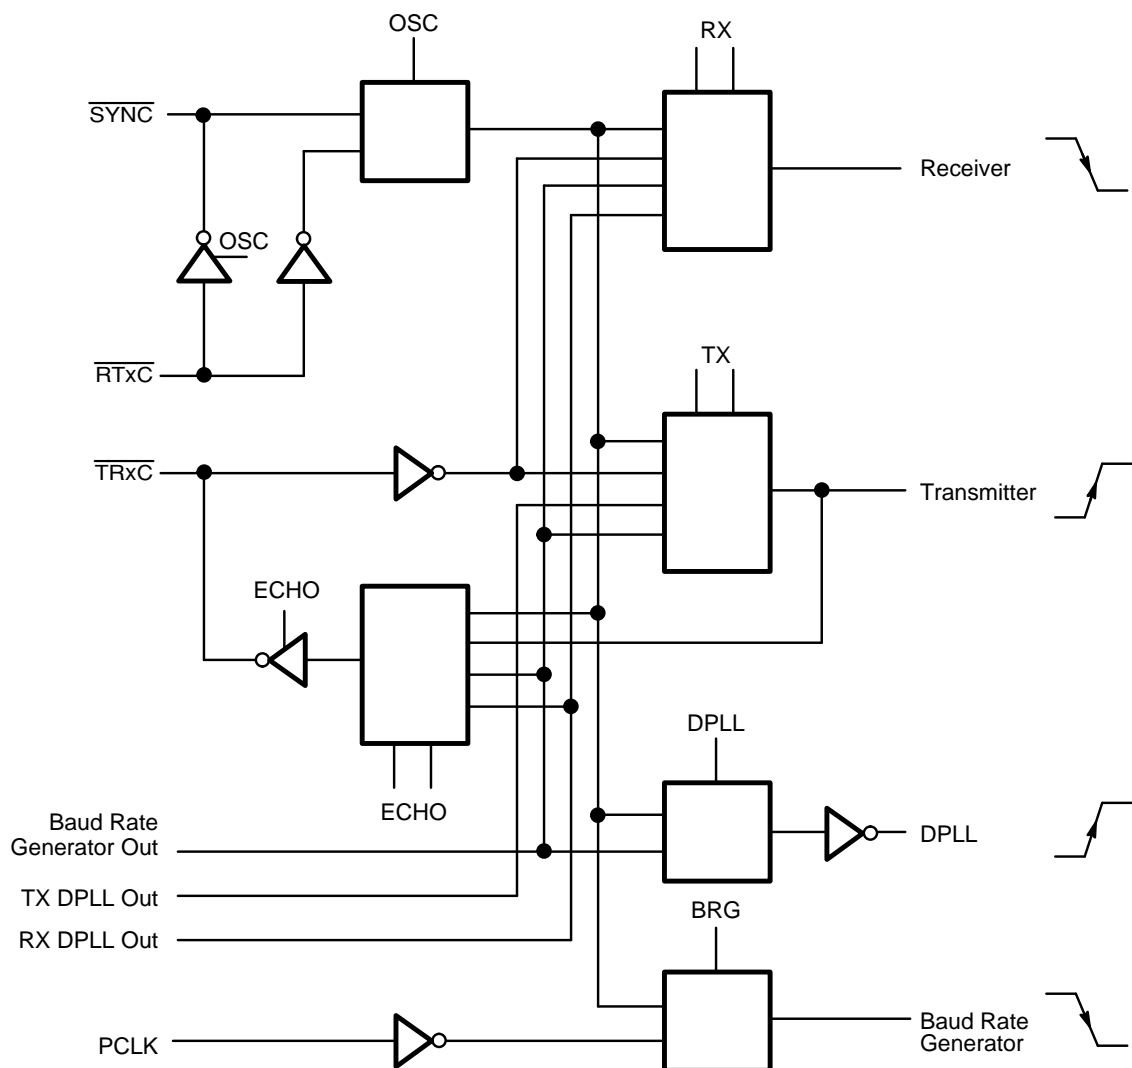 OSC
RX
SYNC
Receiver
OSC
RTxC
TX
TRxC
Transmitter
ECHO
DPLL
ECHO
Baud Rate
Generator Out
DPLL
TX DPLL Out
BRG
RX DPLL Out
PCLK
Baud Rate
Generator